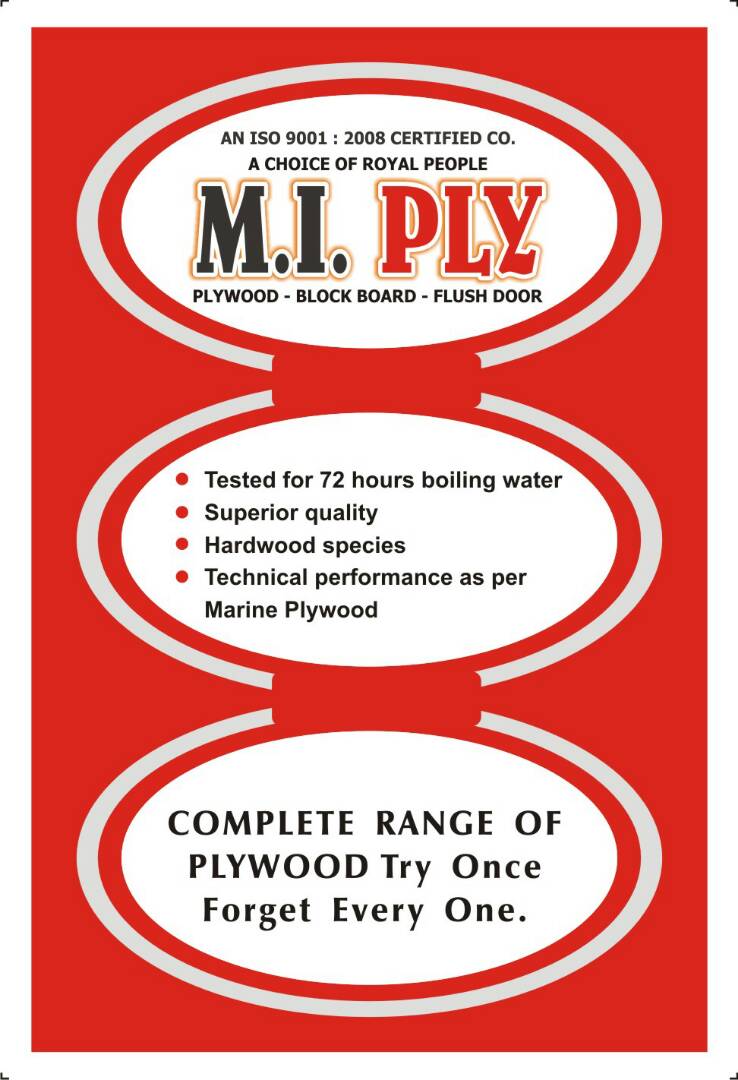 AN ISO 9001 : 2008 CERTIFIED CO.
A CHOICE OF ROYAL PEOPLE
M.I. PLY
PLYWOOD - BLOCK BOARD - FLUSH DOOR
Tested for 72 hours boiling water
Superior quality
Hardwood species
Technical performance as per
Marine Plywood
COMPLETE RANGE OF
PLYWOOD Try Once
Forget Every One.